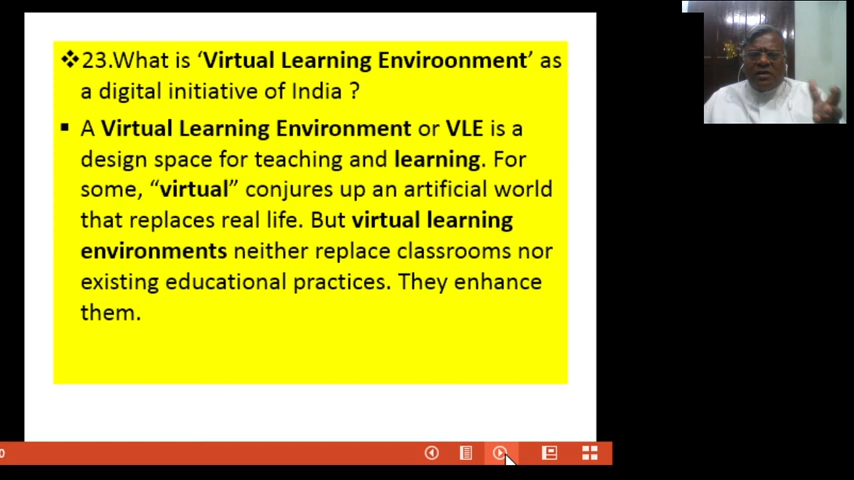 ❖23.What is ‘Virtual Learning Enviroonment’ as
a digital initiative of India ?
▪ A Virtual Learning Environment or VLE is a
design space for teaching and learning. For
some, “virtual” conjures up an artificial world
that replaces real life. But virtual learning
environments neither replace classrooms nor
existing educational practices. They enhance
them.
0